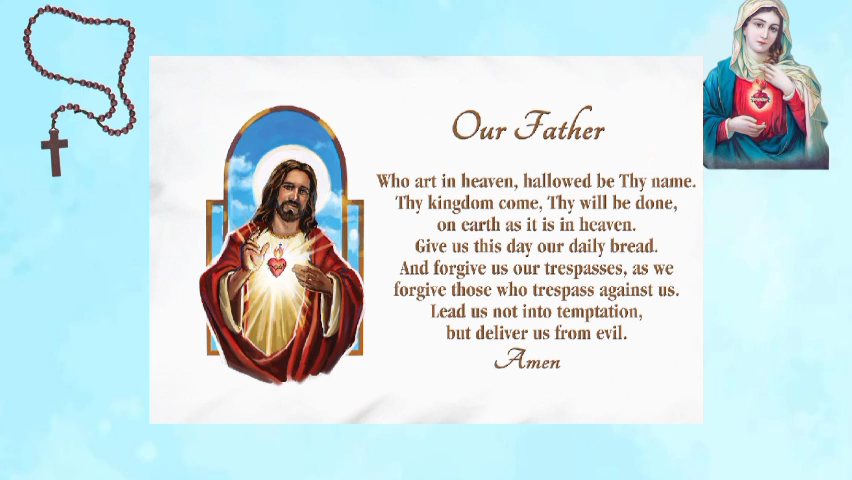 Our Father
Who art in heaven, hallowed be Thy name.
Thy kingdom come, Thy will be done,
on earth as it is in heaven.
Give us this day our daily bread.
And forgive us our trespasses, as we
forgive those who trespass against us.
Lead us not into temptation,
but deliver us from evil.
Amen